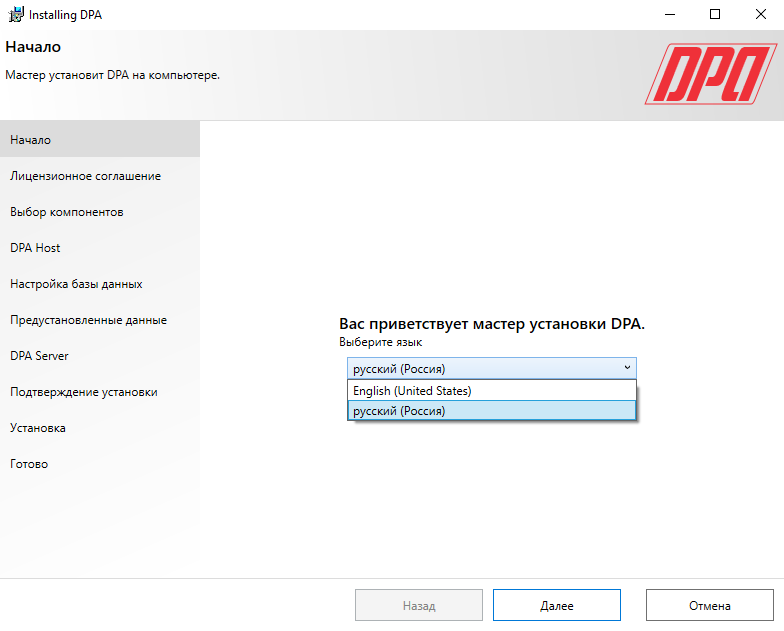 Installing DPA
Начало
Мастер установит DPA на компьютере.
DPA
Начало
Лицензионное соглашение
Выбор компонентов
DPA Host
Настройка базы данных
Предустановленные данные
DPA Server
Подтверждение установки
Установка
Готово
Вас приветствует мастер установки DPA.
Выберите язык
русский (Россия)
English (United States)
русский (Россия)
Назад
Далее
Отмена